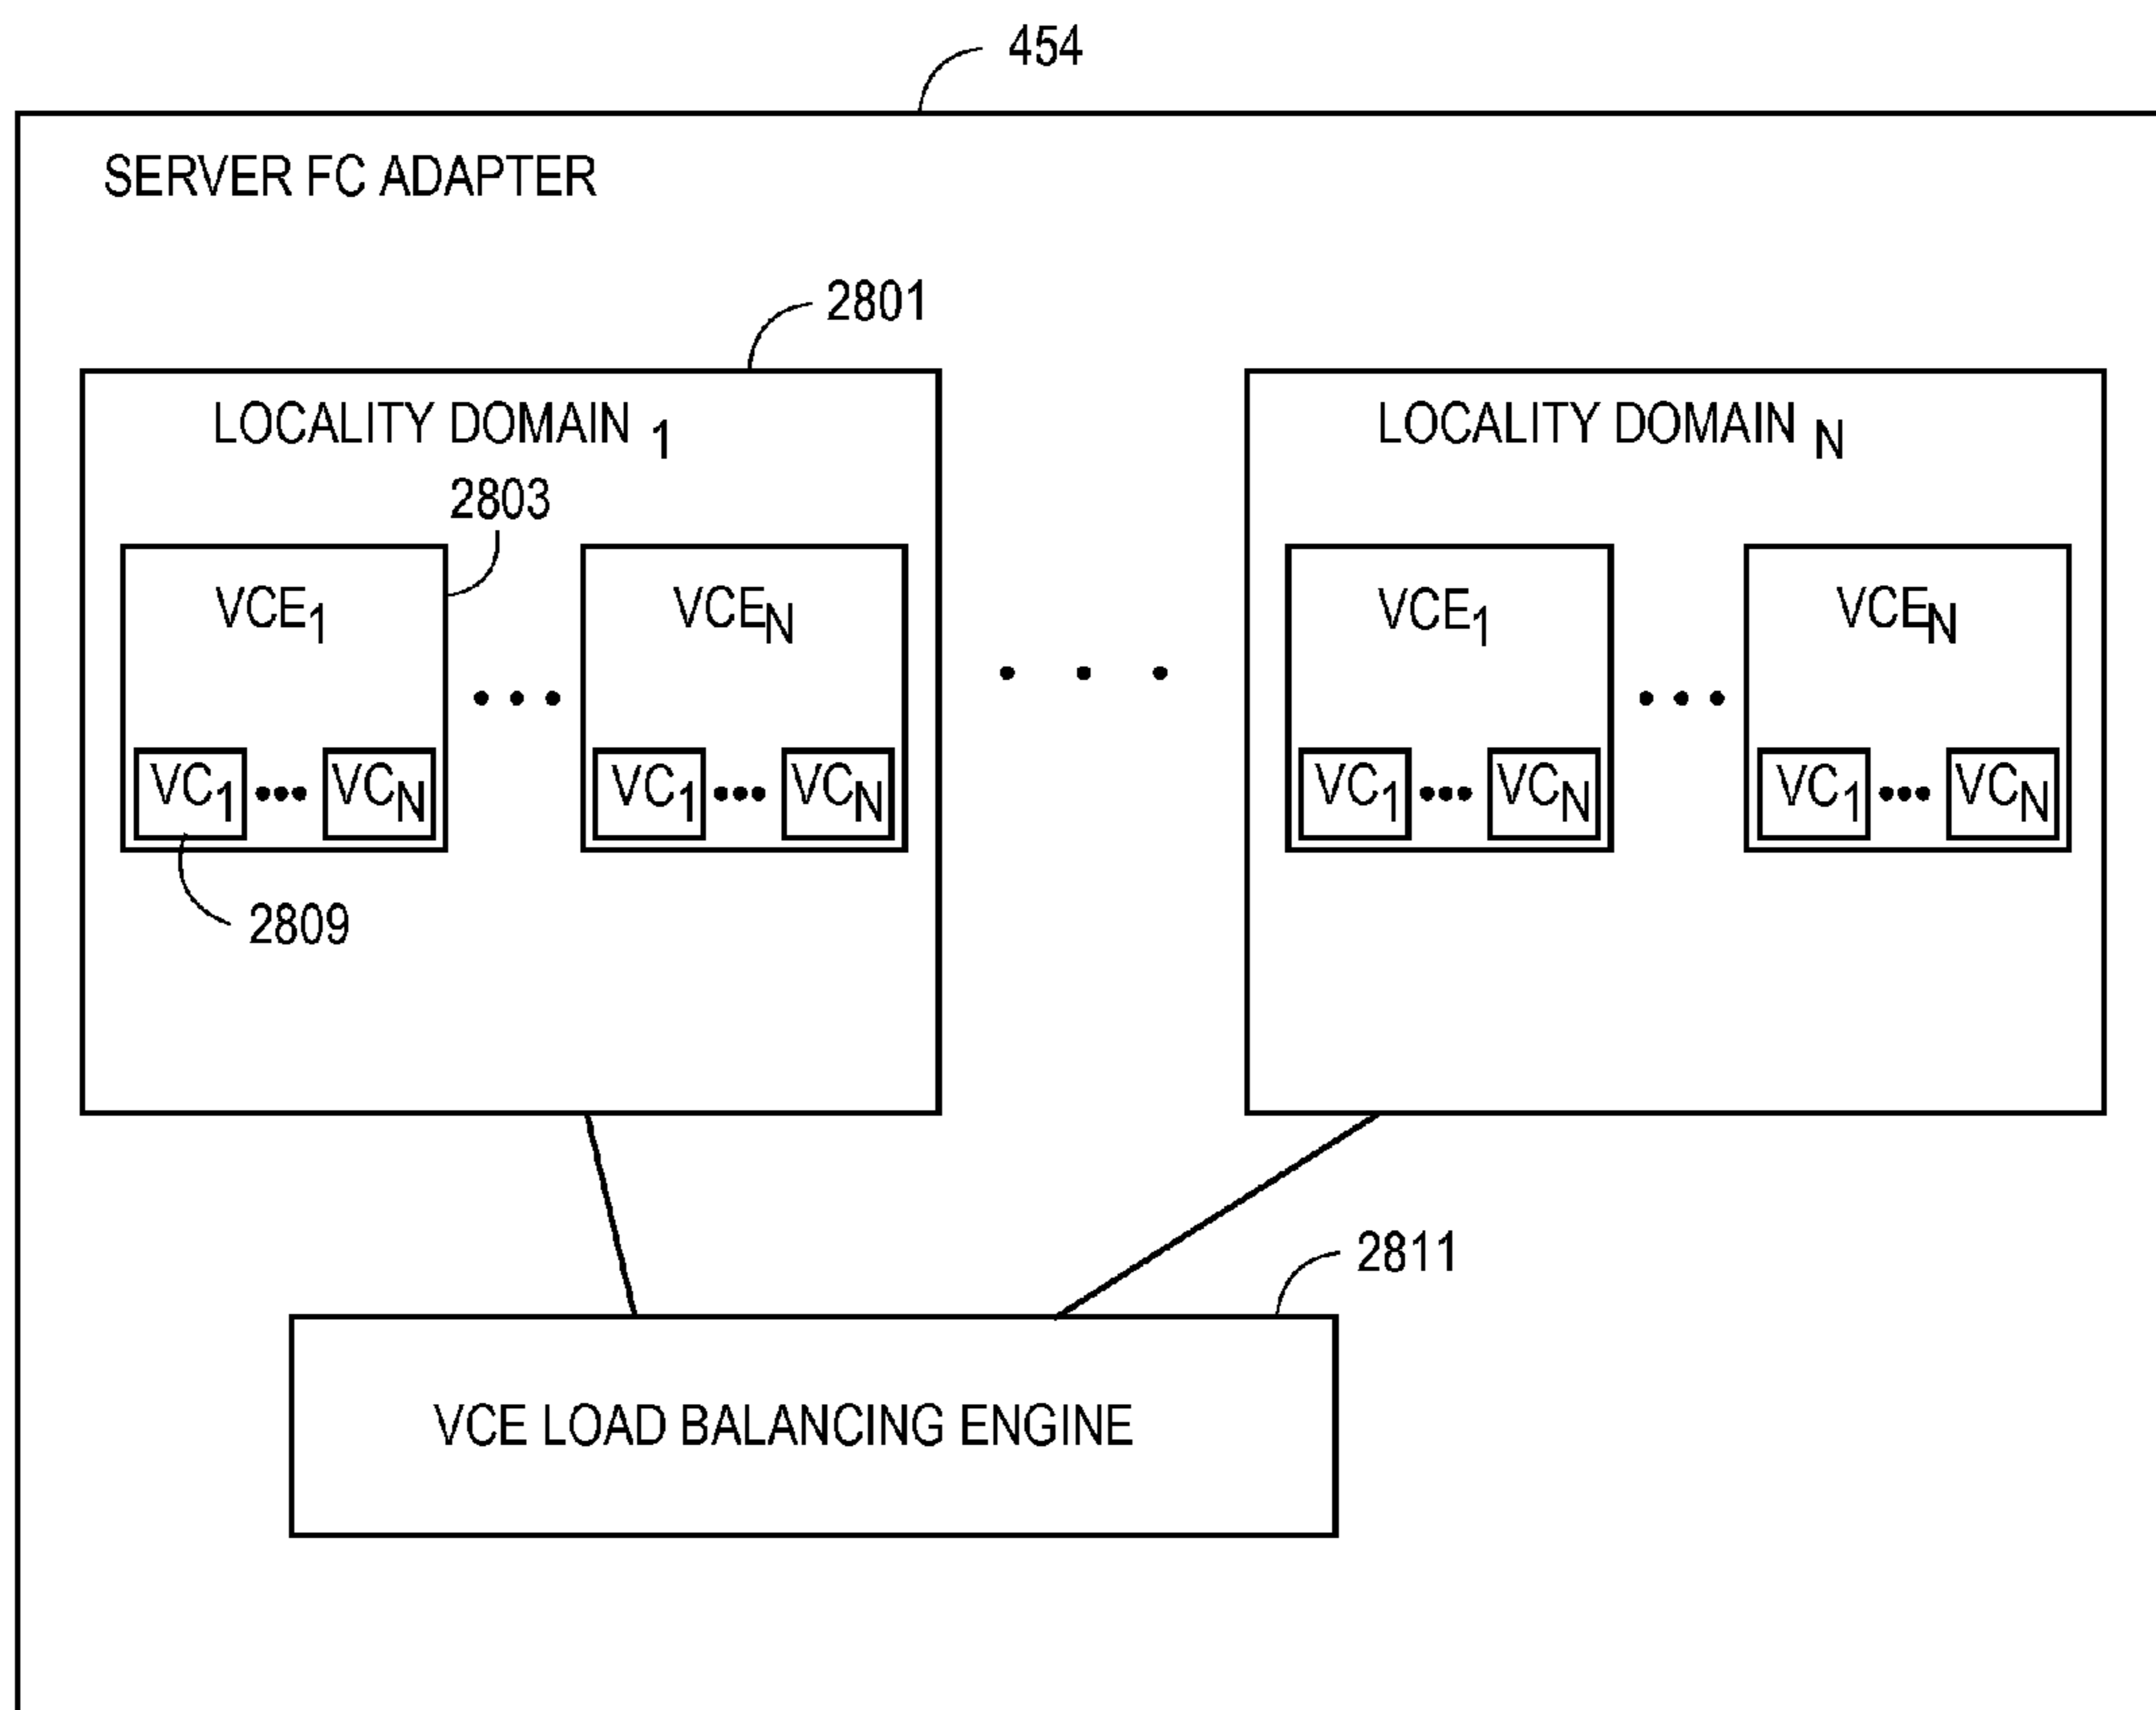 454
SERVER FC ADAPTER
2801
LOCALITY DOMAIN 1
LOCALITY DOMAIN N
2803
VCE1
VCEN
VCE1
VCEN
VC1 ••• VCN
VC1 ••• VCN
VC1 ••• VCN
VC1 ••• VCN
2809
2811
VCE LOAD BALANCING ENGINE